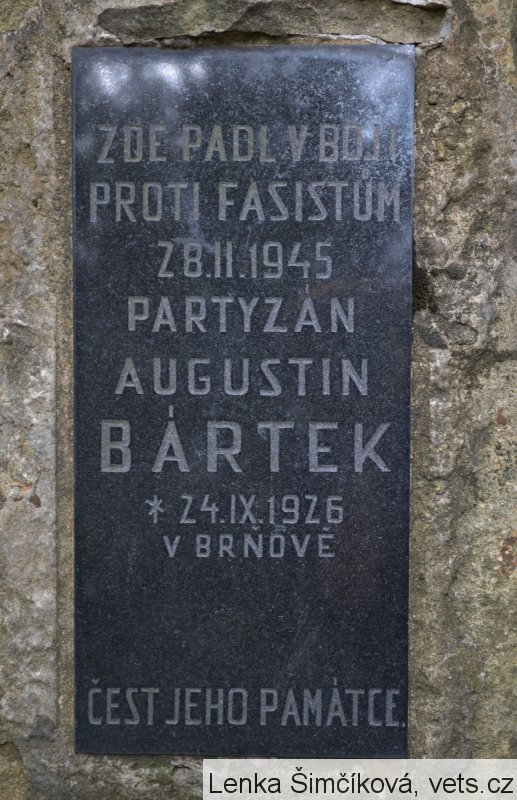 ZDE PADL V BOJI
PROTI FAŠISTŮM
28.II.1945
PARTYZÁN
AUGUSTIN
BÁRTEK
* 24.IX.1926
V BRŇOVĚ
ČEST JEHO PAMÁTCE.
Lenka Šimčíková, vets.cz